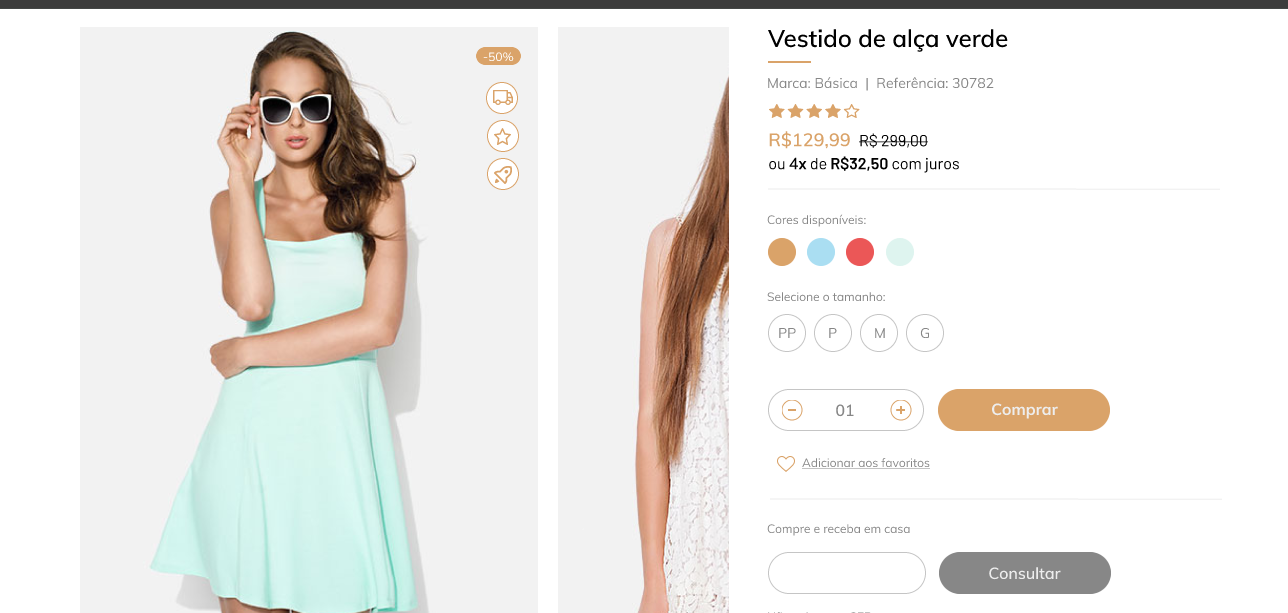 -50%
Vestido de alça verde
Marca: Básica | Referência: 30782
R$129,99 R$ 299,00
ou 4x de R$32,50 com juros
Cores disponíveis:
Selecione o tamanho:
PP P M G
01 Comprar
Adicionar aos favoritos
Compre e receba em casa
Consultar